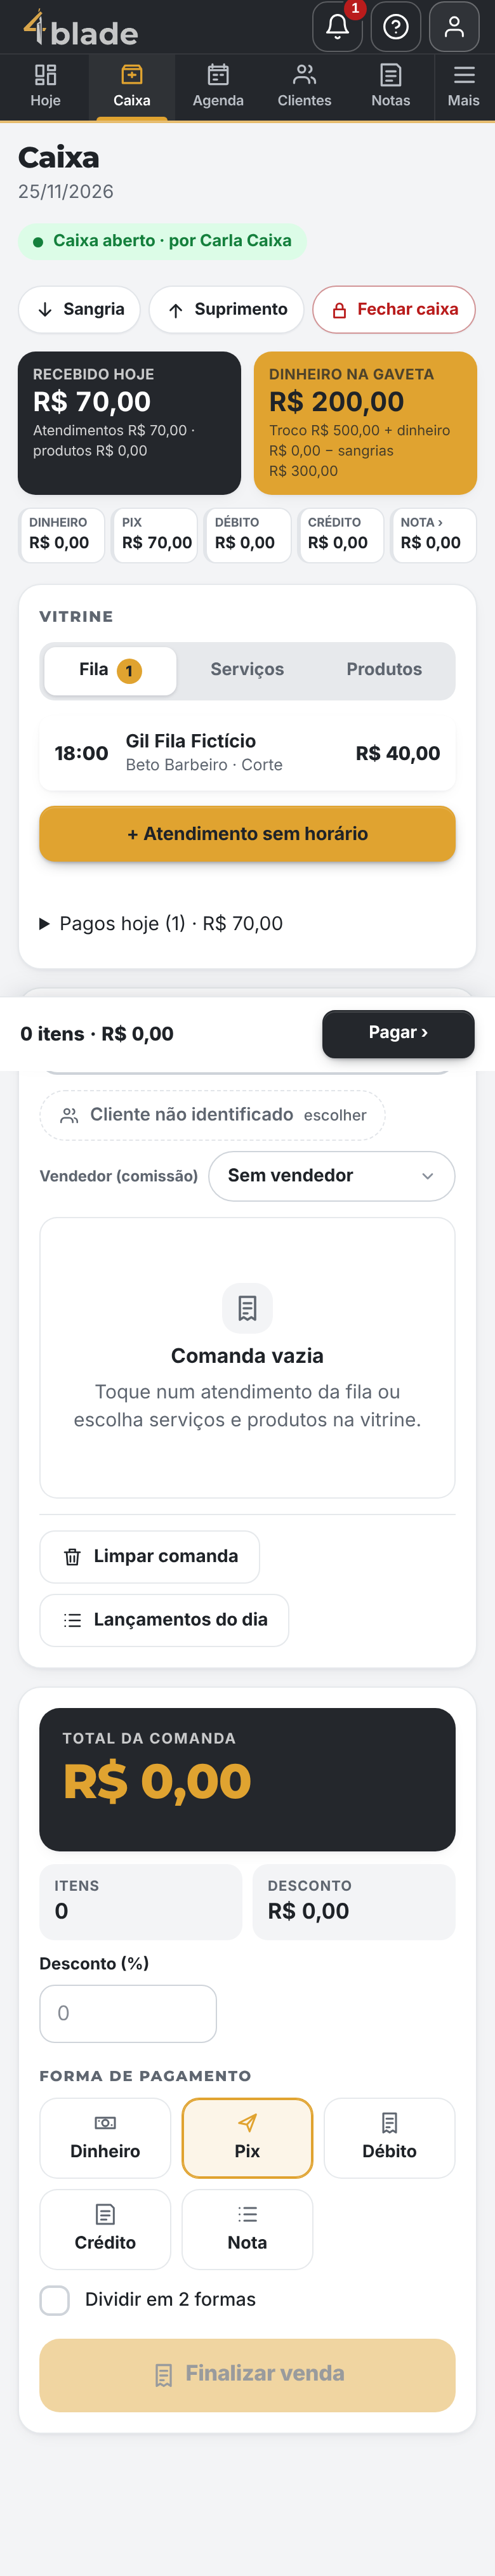 4blade
1
Hoje
Caixa
Agenda
Clientes
Notas
Mais
Caixa
25/11/2026
Caixa aberto · por Carla Caixa
Sangria
Suprimento
Fechar caixa
RECEBIDO HOJE
R$ 70,00
Atendimentos R$ 70,00 ·
produtos R$ 0,00
DINHEIRO NA GAVETA
R$ 200,00
Troco R$ 500,00 + dinheiro
R$ 0,00 − sangrias
R$ 300,00
DINHEIRO
R$ 0,00
PIX
R$ 70,00
DÉBITO
R$ 0,00
CRÉDITO
R$ 0,00
NOTA ›
R$ 0,00
VITRINE
Fila 1
Serviços
Produtos
18:00
Gil Fila Fictício
Beto Barbeiro · Corte
R$ 40,00
+ Atendimento sem horário
Pagos hoje (1) · R$ 70,00
0 itens · R$ 0,00
Pagar ›
Cliente não identificado escolher
Vendedor (comissão)
Sem vendedor
Comanda vazia
Toque num atendimento da fila ou
escolha serviços e produtos na vitrine.
Limpar comanda
Lançamentos do dia
TOTAL DA COMANDA
R$ 0,00
ITENS
0
DESCONTO
R$ 0,00
Desconto (%)
0
FORMA DE PAGAMENTO
Dinheiro
Pix
Débito
Crédito
Nota
Dividir em 2 formas
Finalizar venda